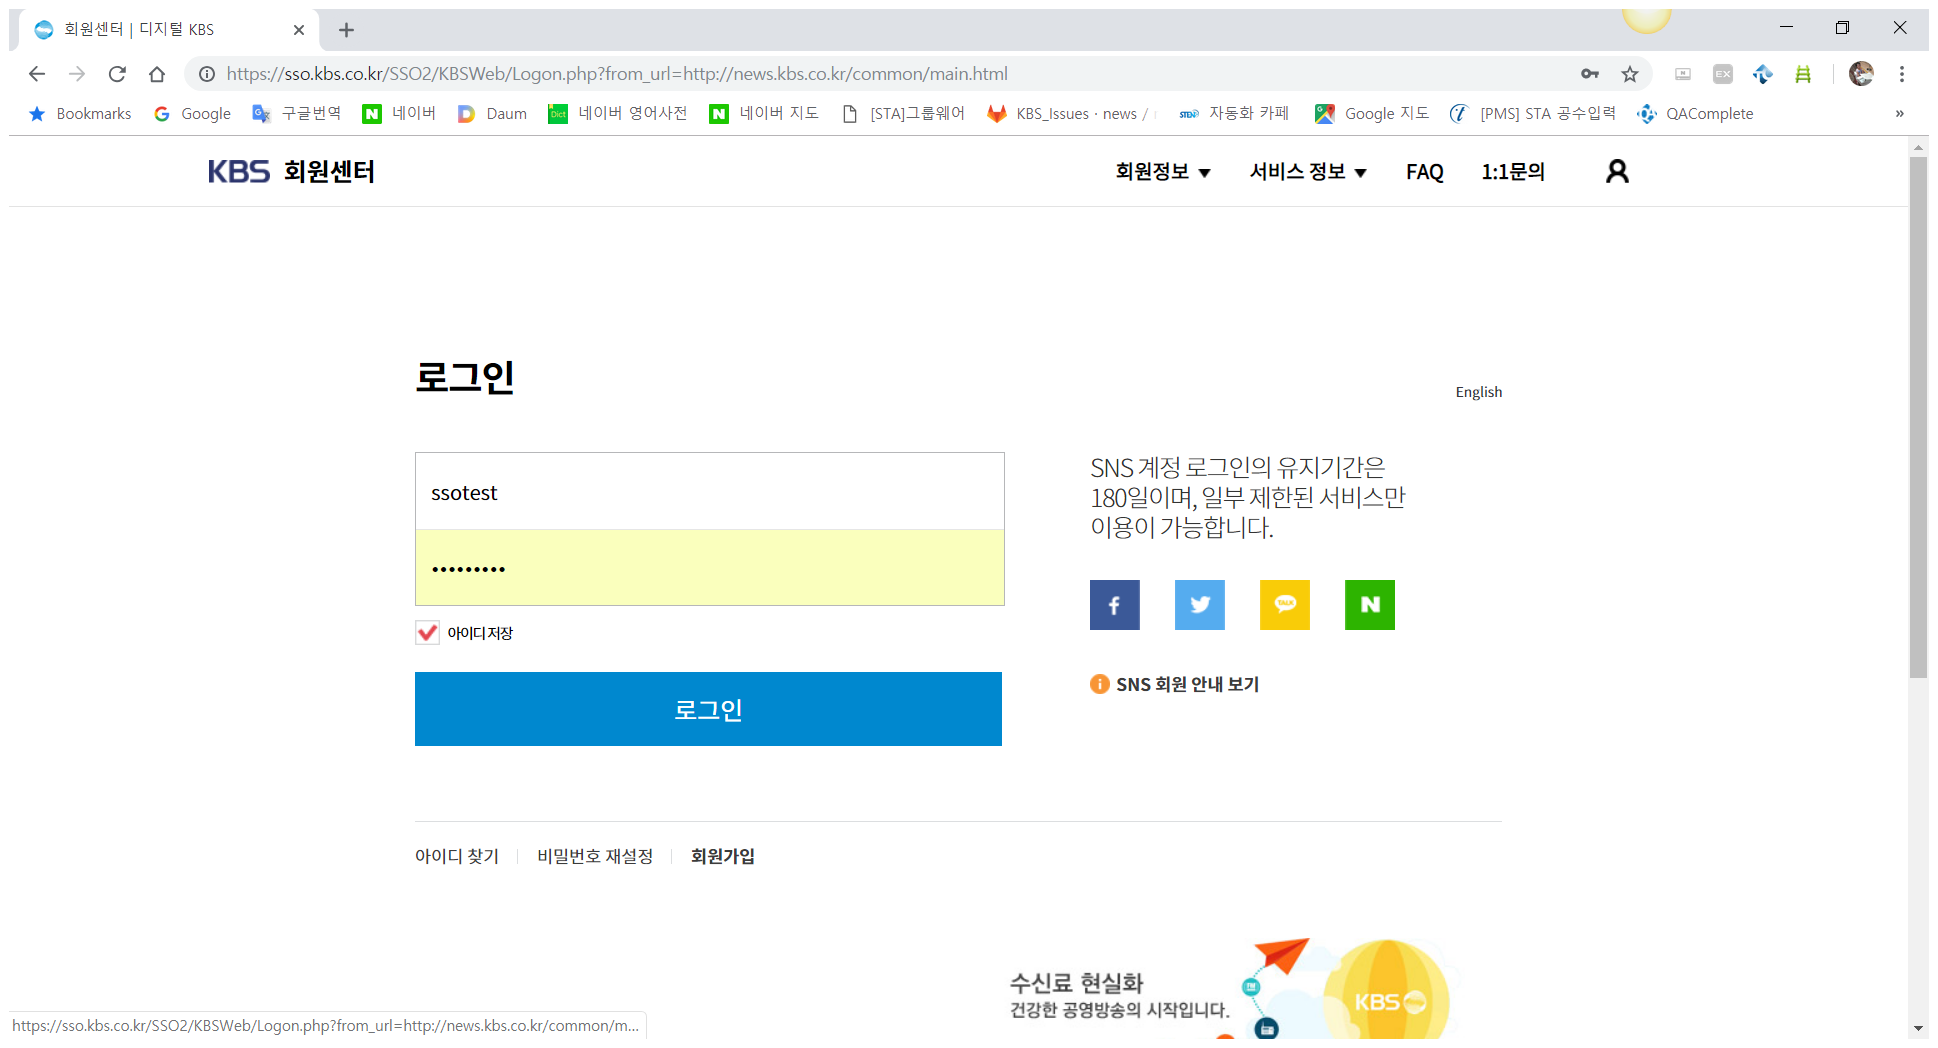 회원센터 | 디지털 KBS
https://sso.kbs.co.kr/SSO2/KBSWeb/Logon.php?from_url=http://news.kbs.co.kr/common/main.html
EX
Bookmarks Google 구글번역 네이버 Daum 네이버 영어사전 네이버 지도 [STA]그룹웨어 KBS_Issues · news / 자동화 카페 Google 지도 [PMS] STA 공수입력 QAComplete »
KBS 회원센터 회원정보 ▼ 서비스 정보 ▼ FAQ 1:1문의
로그인
English
ssotest
•••••••••
아이디 저장
로그인
SNS 계정 로그인의 유지기간은
180일이며, 일부 제한된 서비스만
이용이 가능합니다.
f TALK N
SNS 회원 안내 보기
아이디 찾기 비밀번호 재설정 회원가입
수신료 현실화
건강한 공영방송의 시작입니다.
KBS
https://sso.kbs.co.kr/SSO2/KBSWeb/Logon.php?from_url=http://news.kbs.co.kr/common/m...